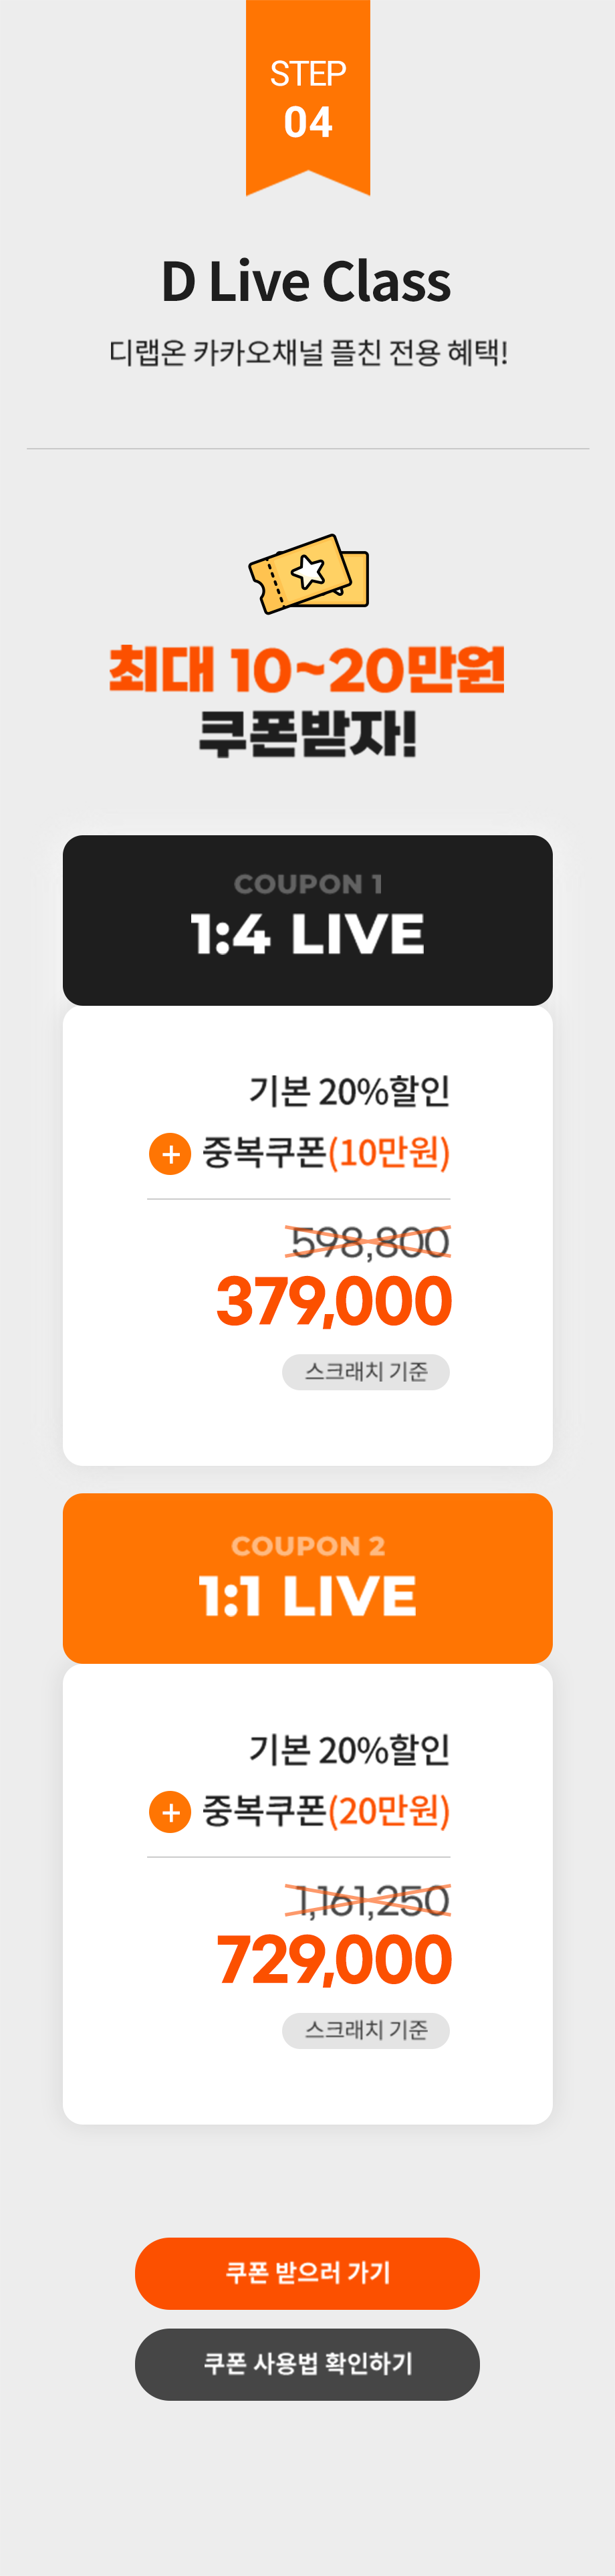 STEP
04
D Live Class
디랩온 카카오채널 플친 전용 혜택!
최대 10~20만원
쿠폰받자!
COUPON 1
1:4 LIVE
기본 20%할인
+ 중복쿠폰(10만원)
598,800
379,000
스크래치 기준
COUPON 2
1:1 LIVE
기본 20%할인
+ 중복쿠폰(20만원)
1,161,250
729,000
스크래치 기준
쿠폰 받으러 가기
쿠폰 사용법 확인하기